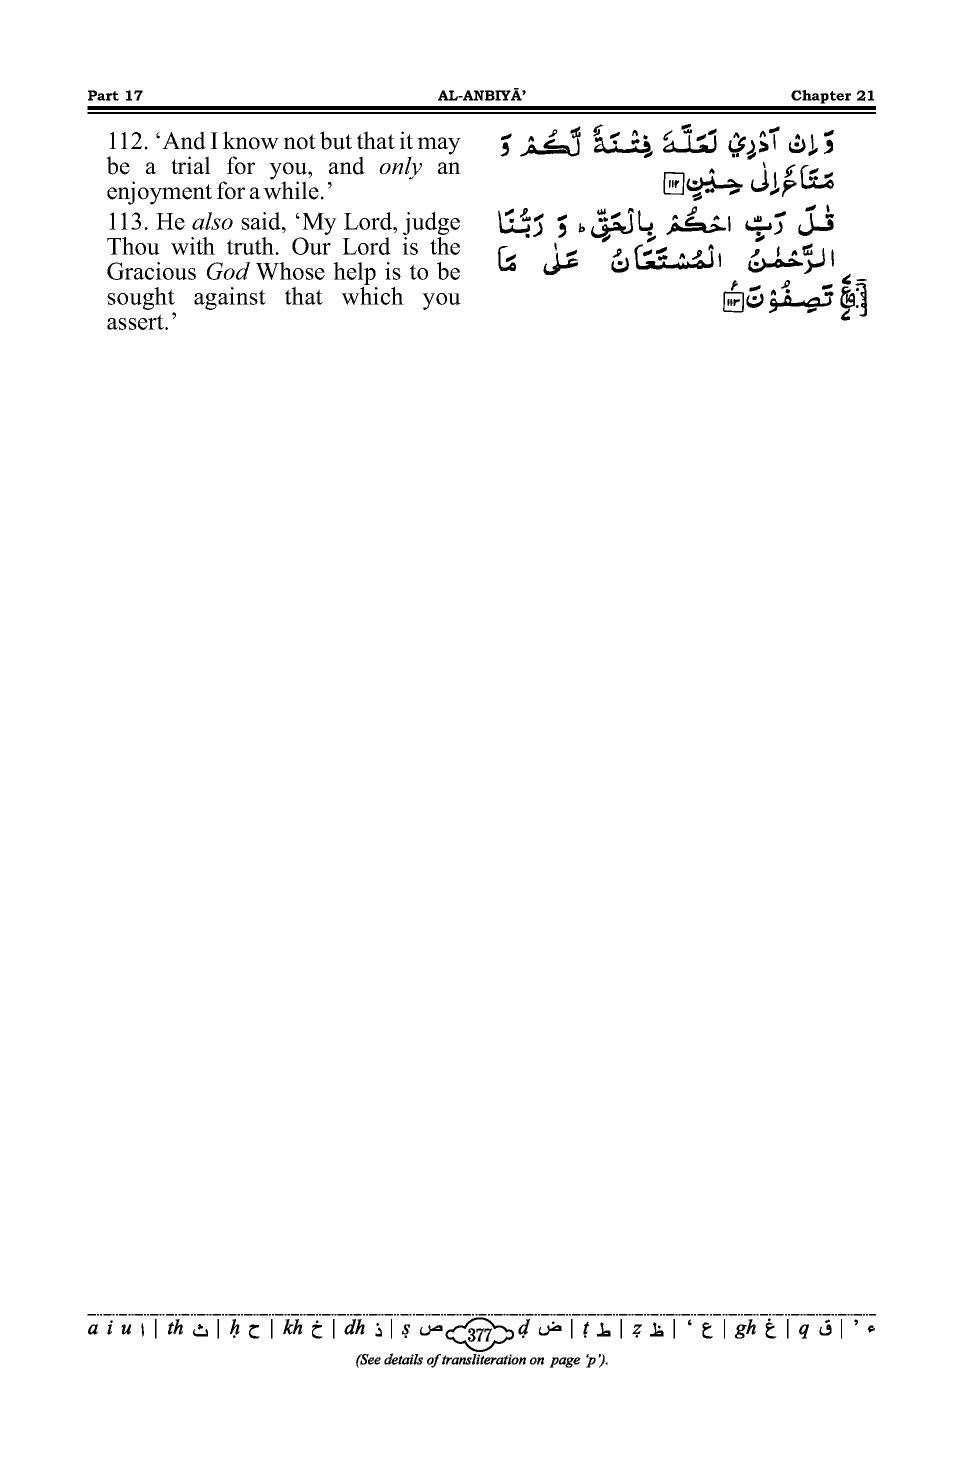 Part 17 AL-ANBIYĀ’ Chapter 21
112. ‘And I know not but that it may
be a trial for you, and only an
enjoyment for a while.’
113. He also said, ‘My Lord, judge
Thou with truth. Our Lord is the
Gracious God Whose help is to be
sought against that which you
assert.’
وَ اِنْ اَدْرِيْ لَعَلَّهٗ فِتْنَةٌ لَّكُمْ وَ
مَتَاعٌ اِلٰى حِيْنٍ ۝۱۱۲
قٰلَ رَبِّ احْكُمْ بِالْحَقِّ ؕ وَ رَبُّنَا
الرَّحْمٰنُ الْمُسْتَعَانُ عَلٰى مَا
تَصِفُوْنَ ۝۱۱۳
a i u ا | th ث | ḥ ح | kh خ | dh ذ | ṣ ص 377 ḍ ض | ṭ ط | ẓ ظ | ‘ ع | gh غ | q ق | ’ ء
(See details of transliteration on page ‘p’).